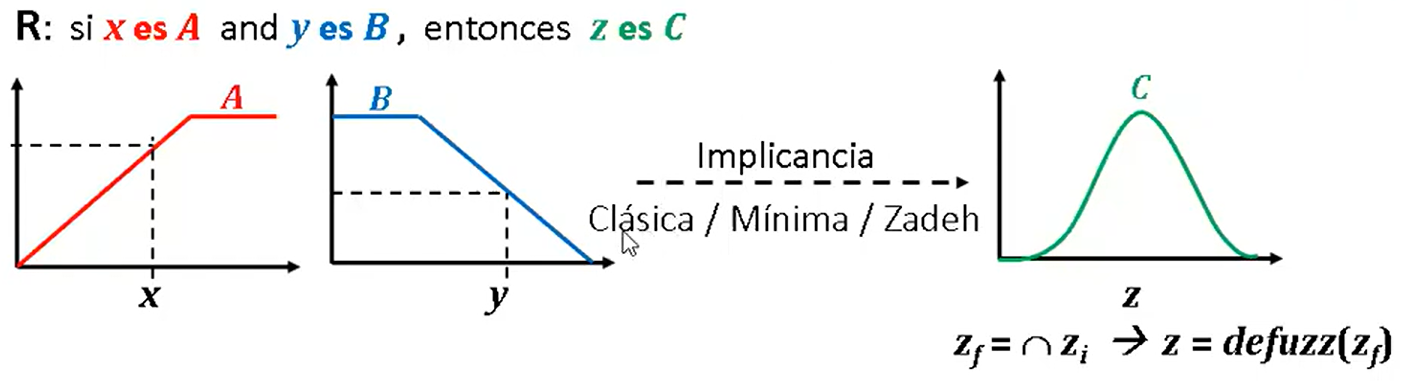 R: si x es A and y es B, entonces z es C
A
B
C
Implicancia
Clásica / Mínima / Zadeh
x
y
z
z_f = ∩ z_i → z = defuzz(z_f)